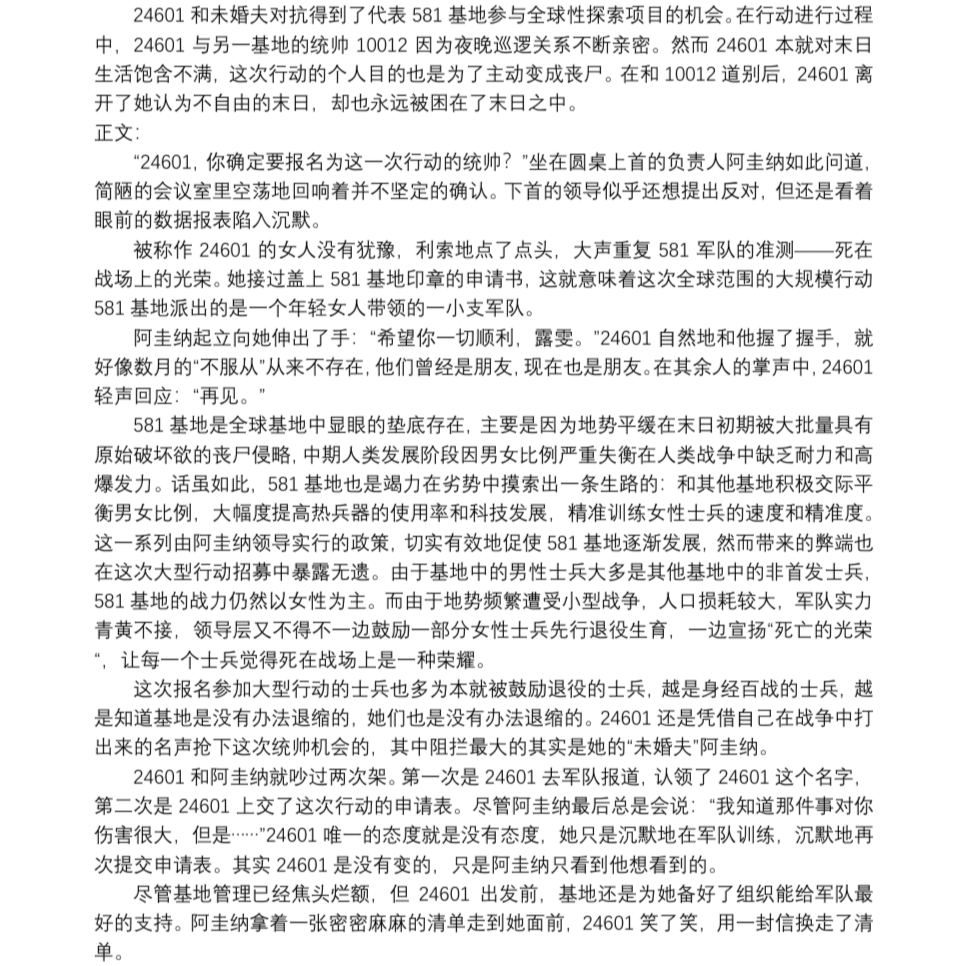 24601 和未婚夫对抗得到了代表 581 基地参与全球性探索项目的机会。在行动进行过程
中，24601 与另一基地的统帅 10012 因为夜晚巡逻关系不断亲密。然而 24601 本就对末日
生活饱含不满，这次行动的个人目的也是为了主动变成丧尸。在和 10012 道别后，24601 离
开了她认为不自由的末日，却也永远被困在了末日之中。
正文：
“24601，你确定要报名为这一次行动的统帅？”坐在圆桌上首的负责人阿圭纳如此问道，
简陋的会议室里空荡地回响着并不坚定的确认。下首的领导似乎还想提出反对，但还是看着
眼前的数据报表陷入沉默。
被称作 24601 的女人没有犹豫，利索地点了点头，大声重复 581 军队的准测——死在
战场上的光荣。她接过盖上 581 基地印章的申请书，这就意味着这次全球范围的大规模行动
581 基地派出的是一个年轻女人带领的一小支军队。
阿圭纳起立向她伸出了手：“希望你一切顺利，露雯。”24601 自然地和他握了握手，就
好像数月的“不服从”从来不存在，他们曾经是朋友，现在也是朋友。在其余人的掌声中，24601
轻声回应：“再见。”
581 基地是全球基地中显眼的垫底存在，主要是因为地势平缓在末日初期被大批量具有
原始破坏欲的丧尸侵略，中期人类发展阶段因男女比例严重失衡在人类战争中缺乏耐力和高
爆发力。话虽如此，581 基地也是竭力在劣势中摸索出一条生路的：和其他基地积极交际平
衡男女比例，大幅度提高热兵器的使用率和科技发展，精准训练女性士兵的速度和精准度。
这一系列由阿圭纳领导实行的政策，切实有效地促使 581 基地逐渐发展，然而带来的弊端也
在这次大型行动招募中暴露无遗。由于基地中的男性士兵大多是其他基地中的非首发士兵，
581 基地的战力仍然以女性为主。而由于地势频繁遭受小型战争，人口损耗较大，军队实力
青黄不接，领导层又不得不一边鼓励一部分女性士兵先行退役生育，一边宣扬“死亡的光荣
“，让每一个士兵觉得死在战场上是一种荣耀。
这次报名参加大型行动的士兵也多为本就被鼓励退役的士兵，越是身经百战的士兵，越
是知道基地是没有办法退缩的，她们也是没有办法退缩的。24601 还是凭借自己在战争中打
出来的名声抢下这次统帅机会的，其中阻拦最大的其实是她的“未婚夫”阿圭纳。
24601 和阿圭纳就吵过两次架。第一次是 24601 去军队报道，认领了 24601 这个名字，
第二次是 24601 上交了这次行动的申请表。尽管阿圭纳最后总是会说：“我知道那件事对你
伤害很大，但是……”24601 唯一的态度就是没有态度，她只是沉默地在军队训练，沉默地再
次提交申请表。其实 24601 是没有变的，只是阿圭纳只看到他想看到的。
尽管基地管理已经焦头烂额，但 24601 出发前，基地还是为她备好了组织能给军队最
好的支持。阿圭纳拿着一张密密麻麻的清单走到她面前，24601 笑了笑，用一封信换走了清
单。